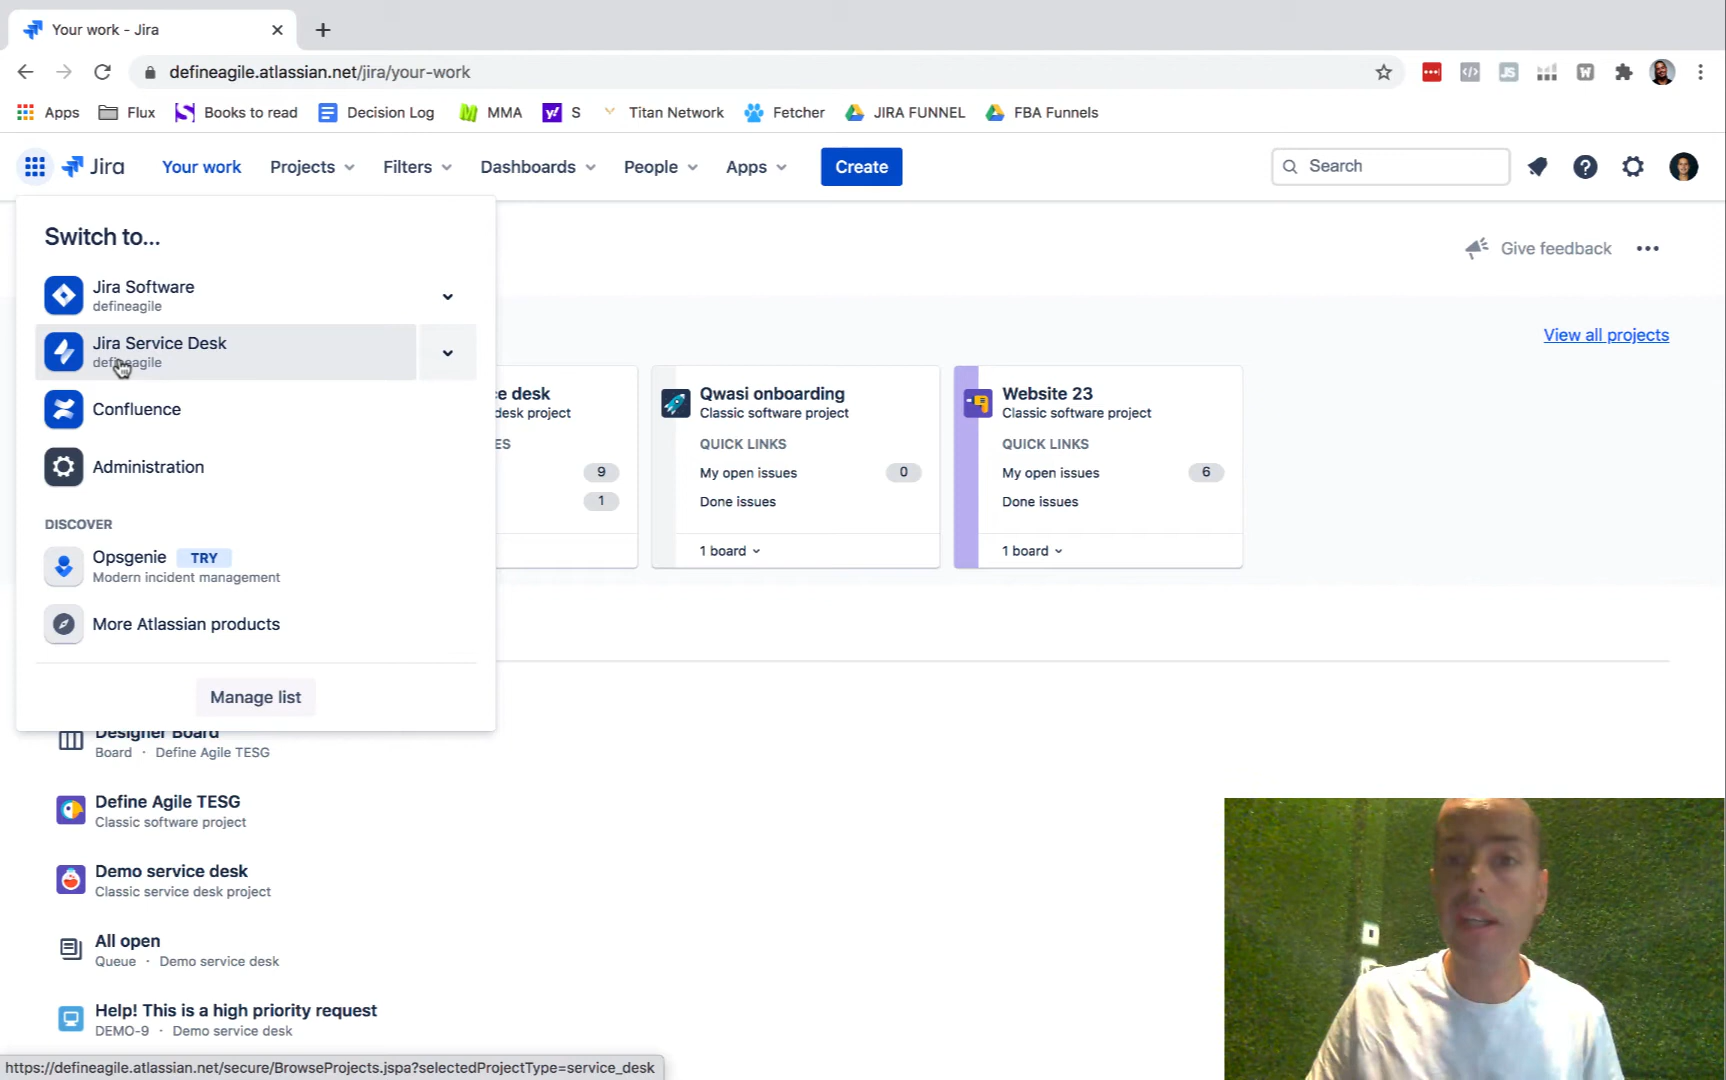 Your work - Jira
defineagile.atlassian.net/jira/your-work
JS
W
Apps
Flux
Books to read
Decision Log
MMA
y!
S
Titan Network
Fetcher
JIRA FUNNEL
FBA Funnels
Jira
Your work
Projects
Filters
Dashboards
People
Apps
Create
Search
Switch to...
Give feedback
Jira Software
defineagile
Jira Service Desk
defineagile
Confluence
Administration
DISCOVER
Opsgenie TRY
Modern incident management
More Atlassian products
Manage list
View all projects
desk
desk project
ES
9
1
Qwasi onboarding
Classic software project
QUICK LINKS
My open issues 0
Done issues
1 board
Website 23
Classic software project
QUICK LINKS
My open issues 6
Done issues
1 board
Designer Board
Board · Define Agile TESG
Define Agile TESG
Classic software project
Demo service desk
Classic service desk project
All open
Queue · Demo service desk
Help! This is a high priority request
DEMO-9 · Demo service desk
https://defineagile.atlassian.net/secure/BrowseProjects.jspa?selectedProjectType=service_desk